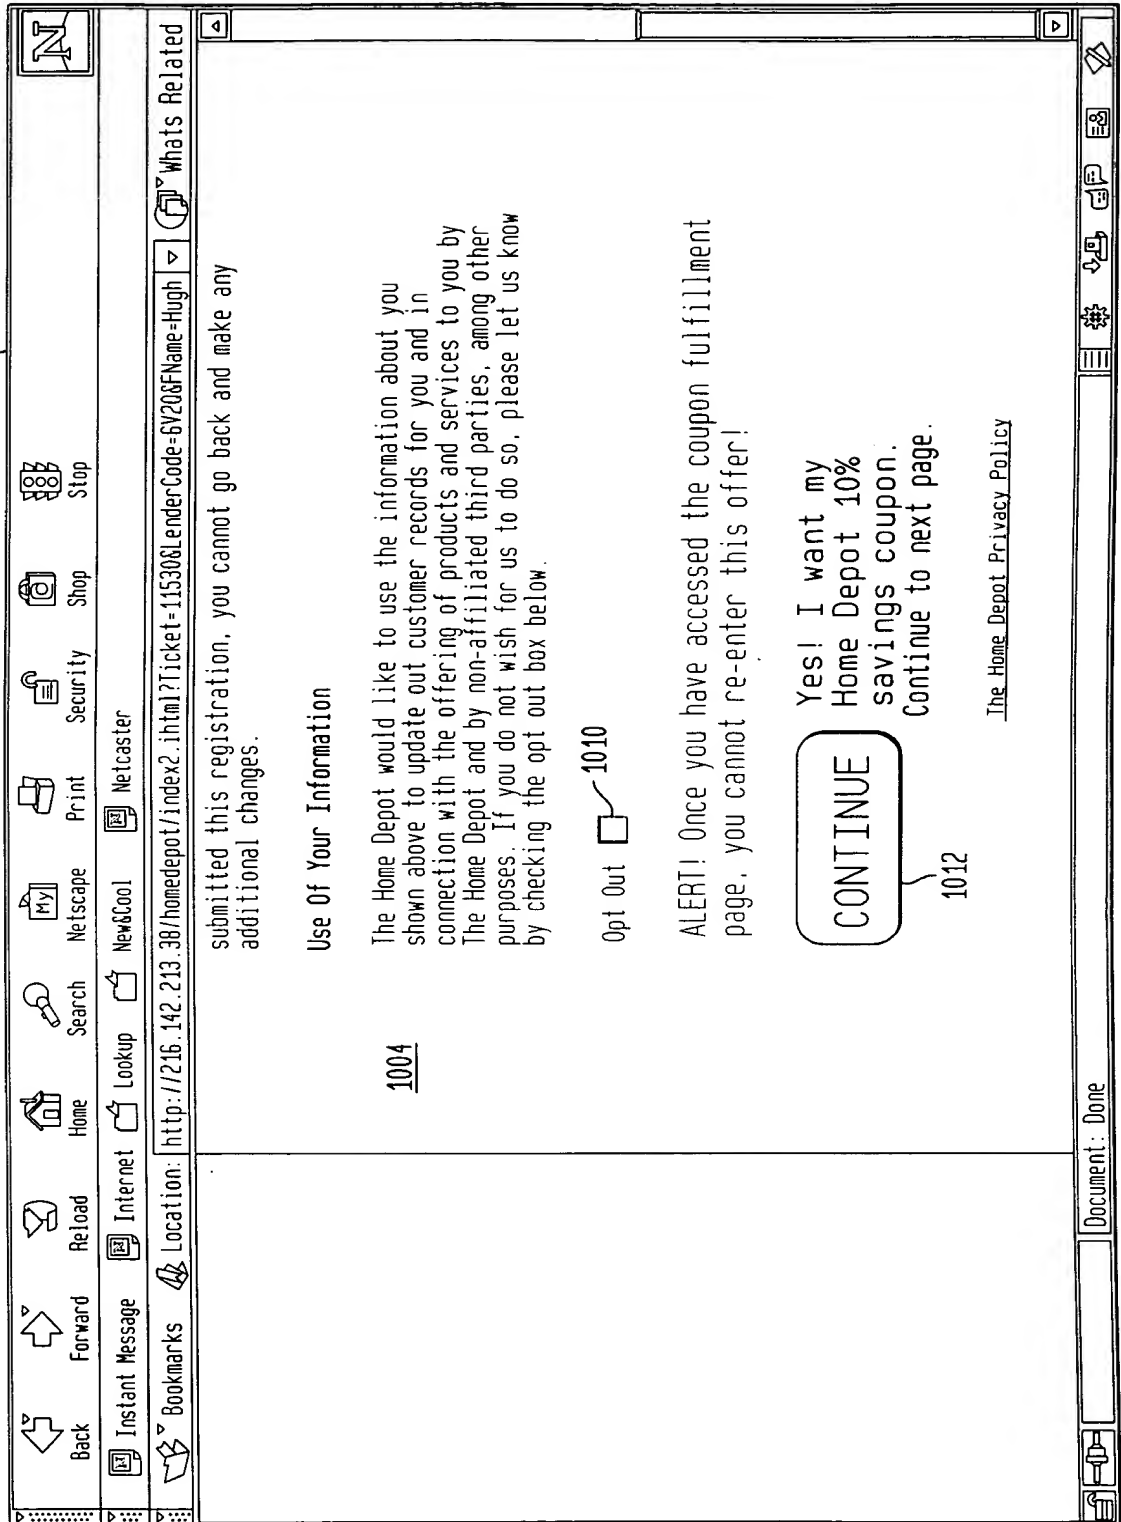 Back Forward Reload Home Search Netscape Print Security Shop Stop
N
My
Instant Message Internet Lookup New&Cool Netcaster
Bookmarks Location: http://216.142.213.38/homedepot/index2.ihtml?Ticket=11530&LenderCode=6V2Q&FName=Hugh Whats Related
submitted this registration, you cannot go back and make any
additional changes.
Use Of Your Information
1004
The Home Depot would like to use the information about you
shown above to update out customer records for you and in
connection with the offering of products and services to you by
The Home Depot and by non-affiliated third parties, among other
purposes. If you do not wish for us to do so, please let us know
by checking the opt out box below.
Opt Out 1010
ALERT! Once you have accessed the coupon fulfillment
page, you cannot re-enter this offer!
CONTINUE
1012
Yes! I want my
Home Depot 10%
savings coupon.
Continue to next page.
The Home Depot Privacy Policy
Document: Done